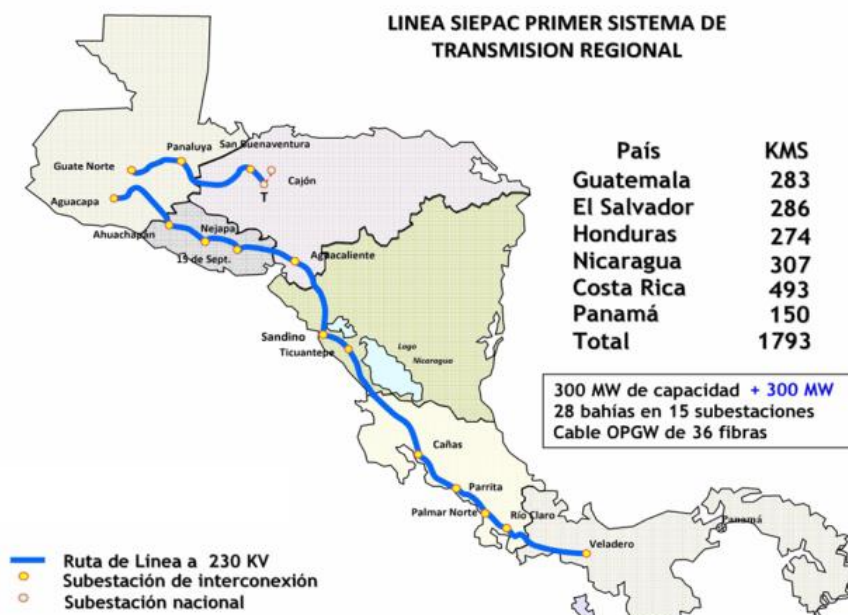 LINEA SIEPAC PRIMER SISTEMA DE
TRANSMISION REGIONAL
San Buenaventura
Panaluya
Guate Norte
Cajón
T
Aguacapa
Nejapa
Ahuachapán
15 de Sept.
Aguacaliente
Sandino
Ticuantepe
Lago
Nicaragua
Cañas
Parrita
Palmar Norte
Río Claro
Veladero
Panamá
País KMS
Guatemala 283
El Salvador 286
Honduras 274
Nicaragua 307
Costa Rica 493
Panamá 150
Total 1793
300 MW de capacidad + 300 MW
28 bahías en 15 subestaciones
Cable OPGW de 36 fibras
Ruta de Línea a 230 KV
Subestación de interconexión
Subestación nacional